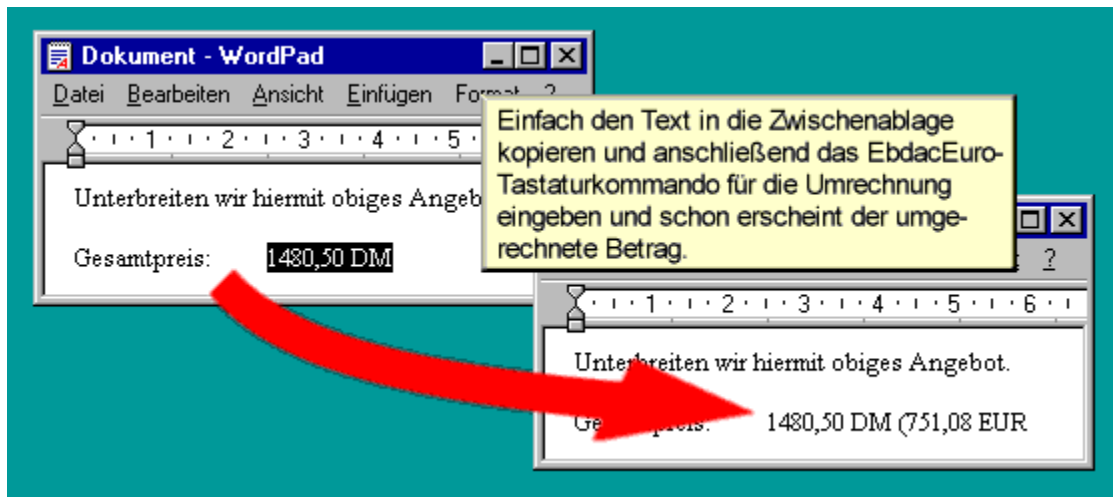 Dokument - WordPad
Datei Bearbeiten Ansicht Einfügen Format ?
1 2 3 4 5
Unterbreiten wir hiermit obiges Angeb
Gesamtpreis: 1480,50 DM
Einfach den Text in die Zwischenablage
kopieren und anschließend das EbdacEuro-
Tastaturkommando für die Umrechnung
eingeben und schon erscheint der umge-
rechnete Betrag.
?
1 2 3 4 5 6
Unterbreiten wir hiermit obiges Angebot.
1480,50 DM (751,08 EUR